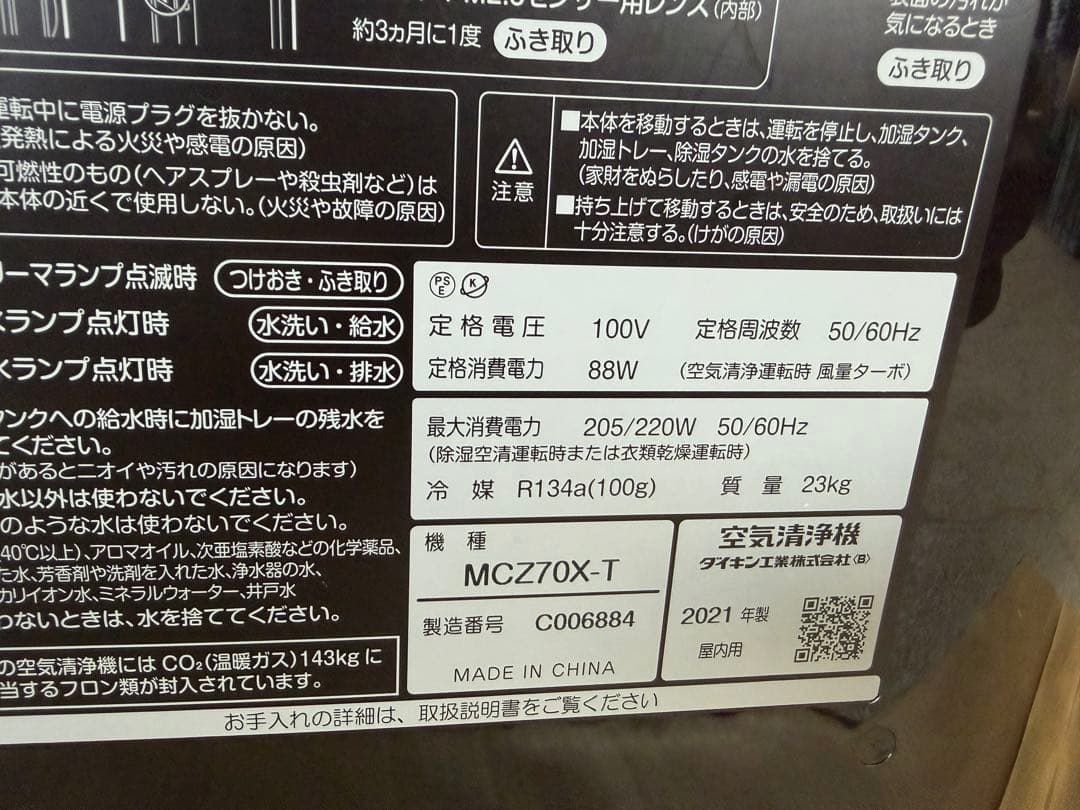 M2.5センサー用レンズ(内部)
約3ヵ月に1度 ふき取り
表面の汚れが
気になるとき
ふき取り
運転中に電源プラグを抜かない。
発熱による火災や感電の原因)
可燃性のもの(ヘアスプレーや殺虫剤など)は
本体の近くで使用しない。(火災や故障の原因)
注意
■本体を移動するときは、運転を停止し、加湿タンク、
加湿トレー、除湿タンクの水を捨てる。
(家財をぬらしたり、感電や漏電の原因)
■持ち上げて移動するときは、安全のため、取扱いには
十分注意する。(けがの原因)
リーマランプ点滅時 つけおき・ふき取り
ランプ点灯時 水洗い・給水
水ランプ点灯時 水洗い・排水
タンクへの給水時に加湿トレーの残水を
てください。
があるとニオイや汚れの原因になります)
水以外は使わないでください。
のような水は使わないでください。
40℃以上)、アロマオイル、次亜塩素酸などの化学薬品、
た水、芳香剤や洗剤を入れた水、浄水器の水、
カリイオン水、ミネラルウォーター、井戸水
わないときは、水を捨ててください。
の空気清浄機にはCO₂(温暖ガス)143kgに
当するフロン類が封入されています。
PSE K
定格電圧 100V 定格周波数 50/60Hz
定格消費電力 88W (空気清浄運転時 風量ターボ)
最大消費電力 205/220W 50/60Hz
(除湿空清運転時または衣類乾燥運転時)
冷媒 R134a(100g) 質量 23kg
機種
MCZ70X-T
製造番号 C006884
MADE IN CHINA
空気清浄機
ダイキン工業株式会社〈B〉
2021 年製
屋内用
お手入れの詳細は、取扱説明書をご覧ください